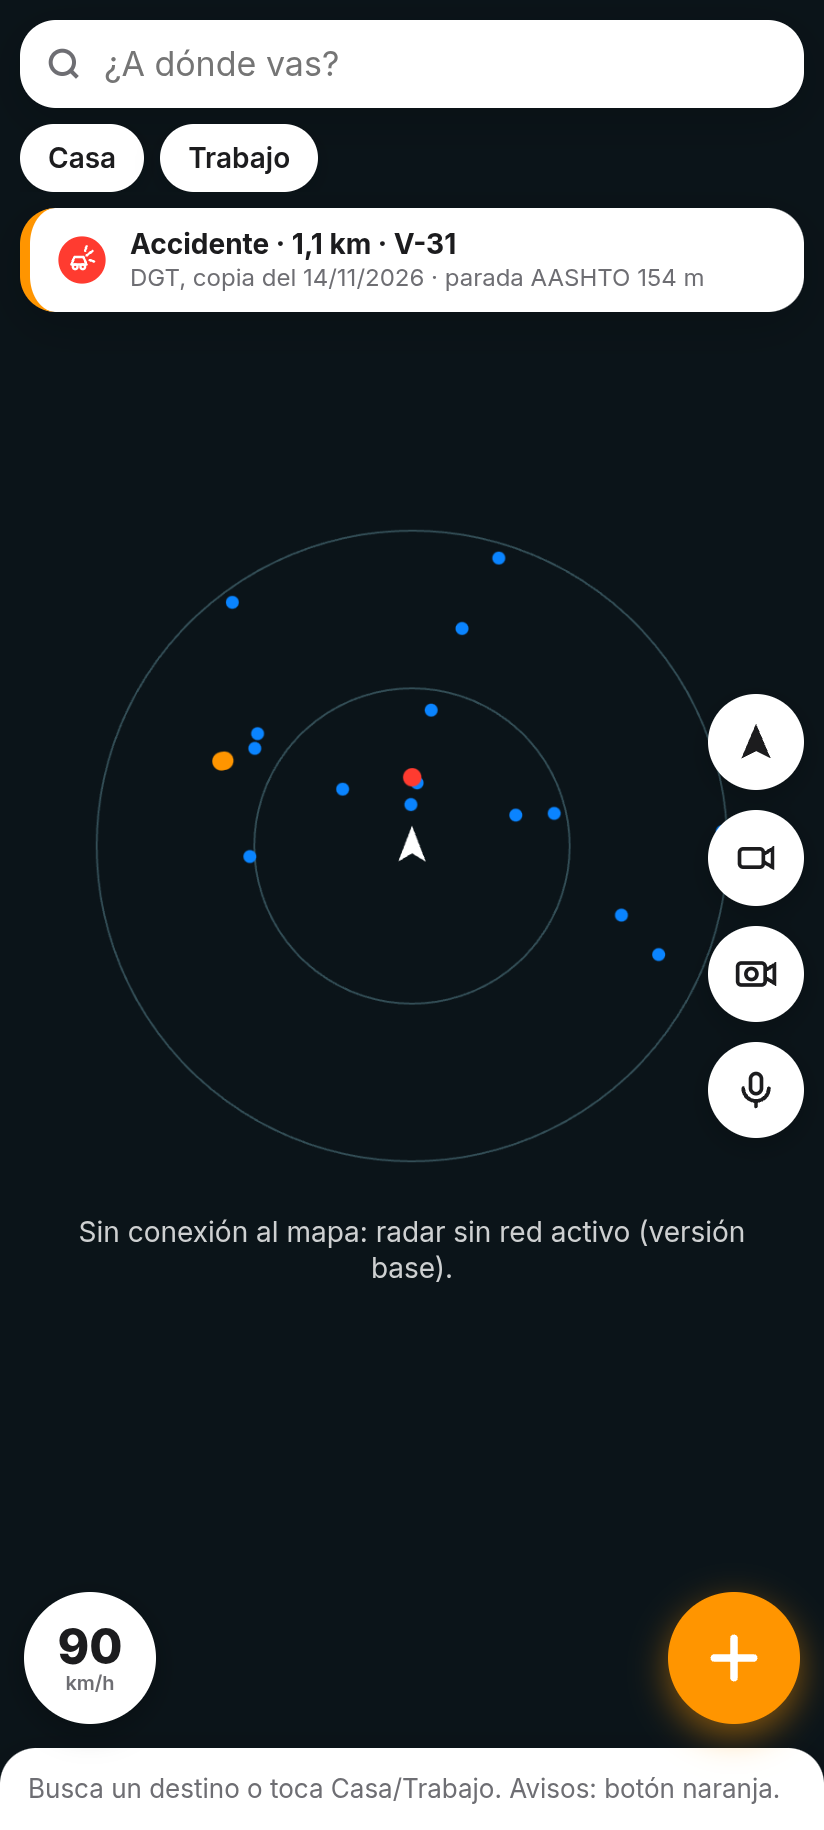 ¿A dónde vas?
Casa
Trabajo
Accidente · 1,1 km · V-31
DGT, copia del 14/11/2026 · parada AASHTO 154 m
Sin conexión al mapa: radar sin red activo (versión
base).
90
km/h
Busca un destino o toca Casa/Trabajo. Avisos: botón naranja.